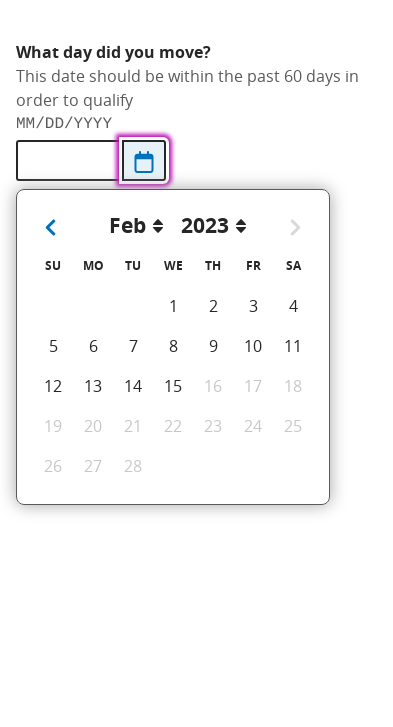 What day did you move?
This date should be within the past 60 days in
order to qualify
MM/DD/YYYY
Feb 2023
SU MO TU WE TH FR SA
1 2 3 4
5 6 7 8 9 10 11
12 13 14 15 16 17 18
19 20 21 22 23 24 25
26 27 28